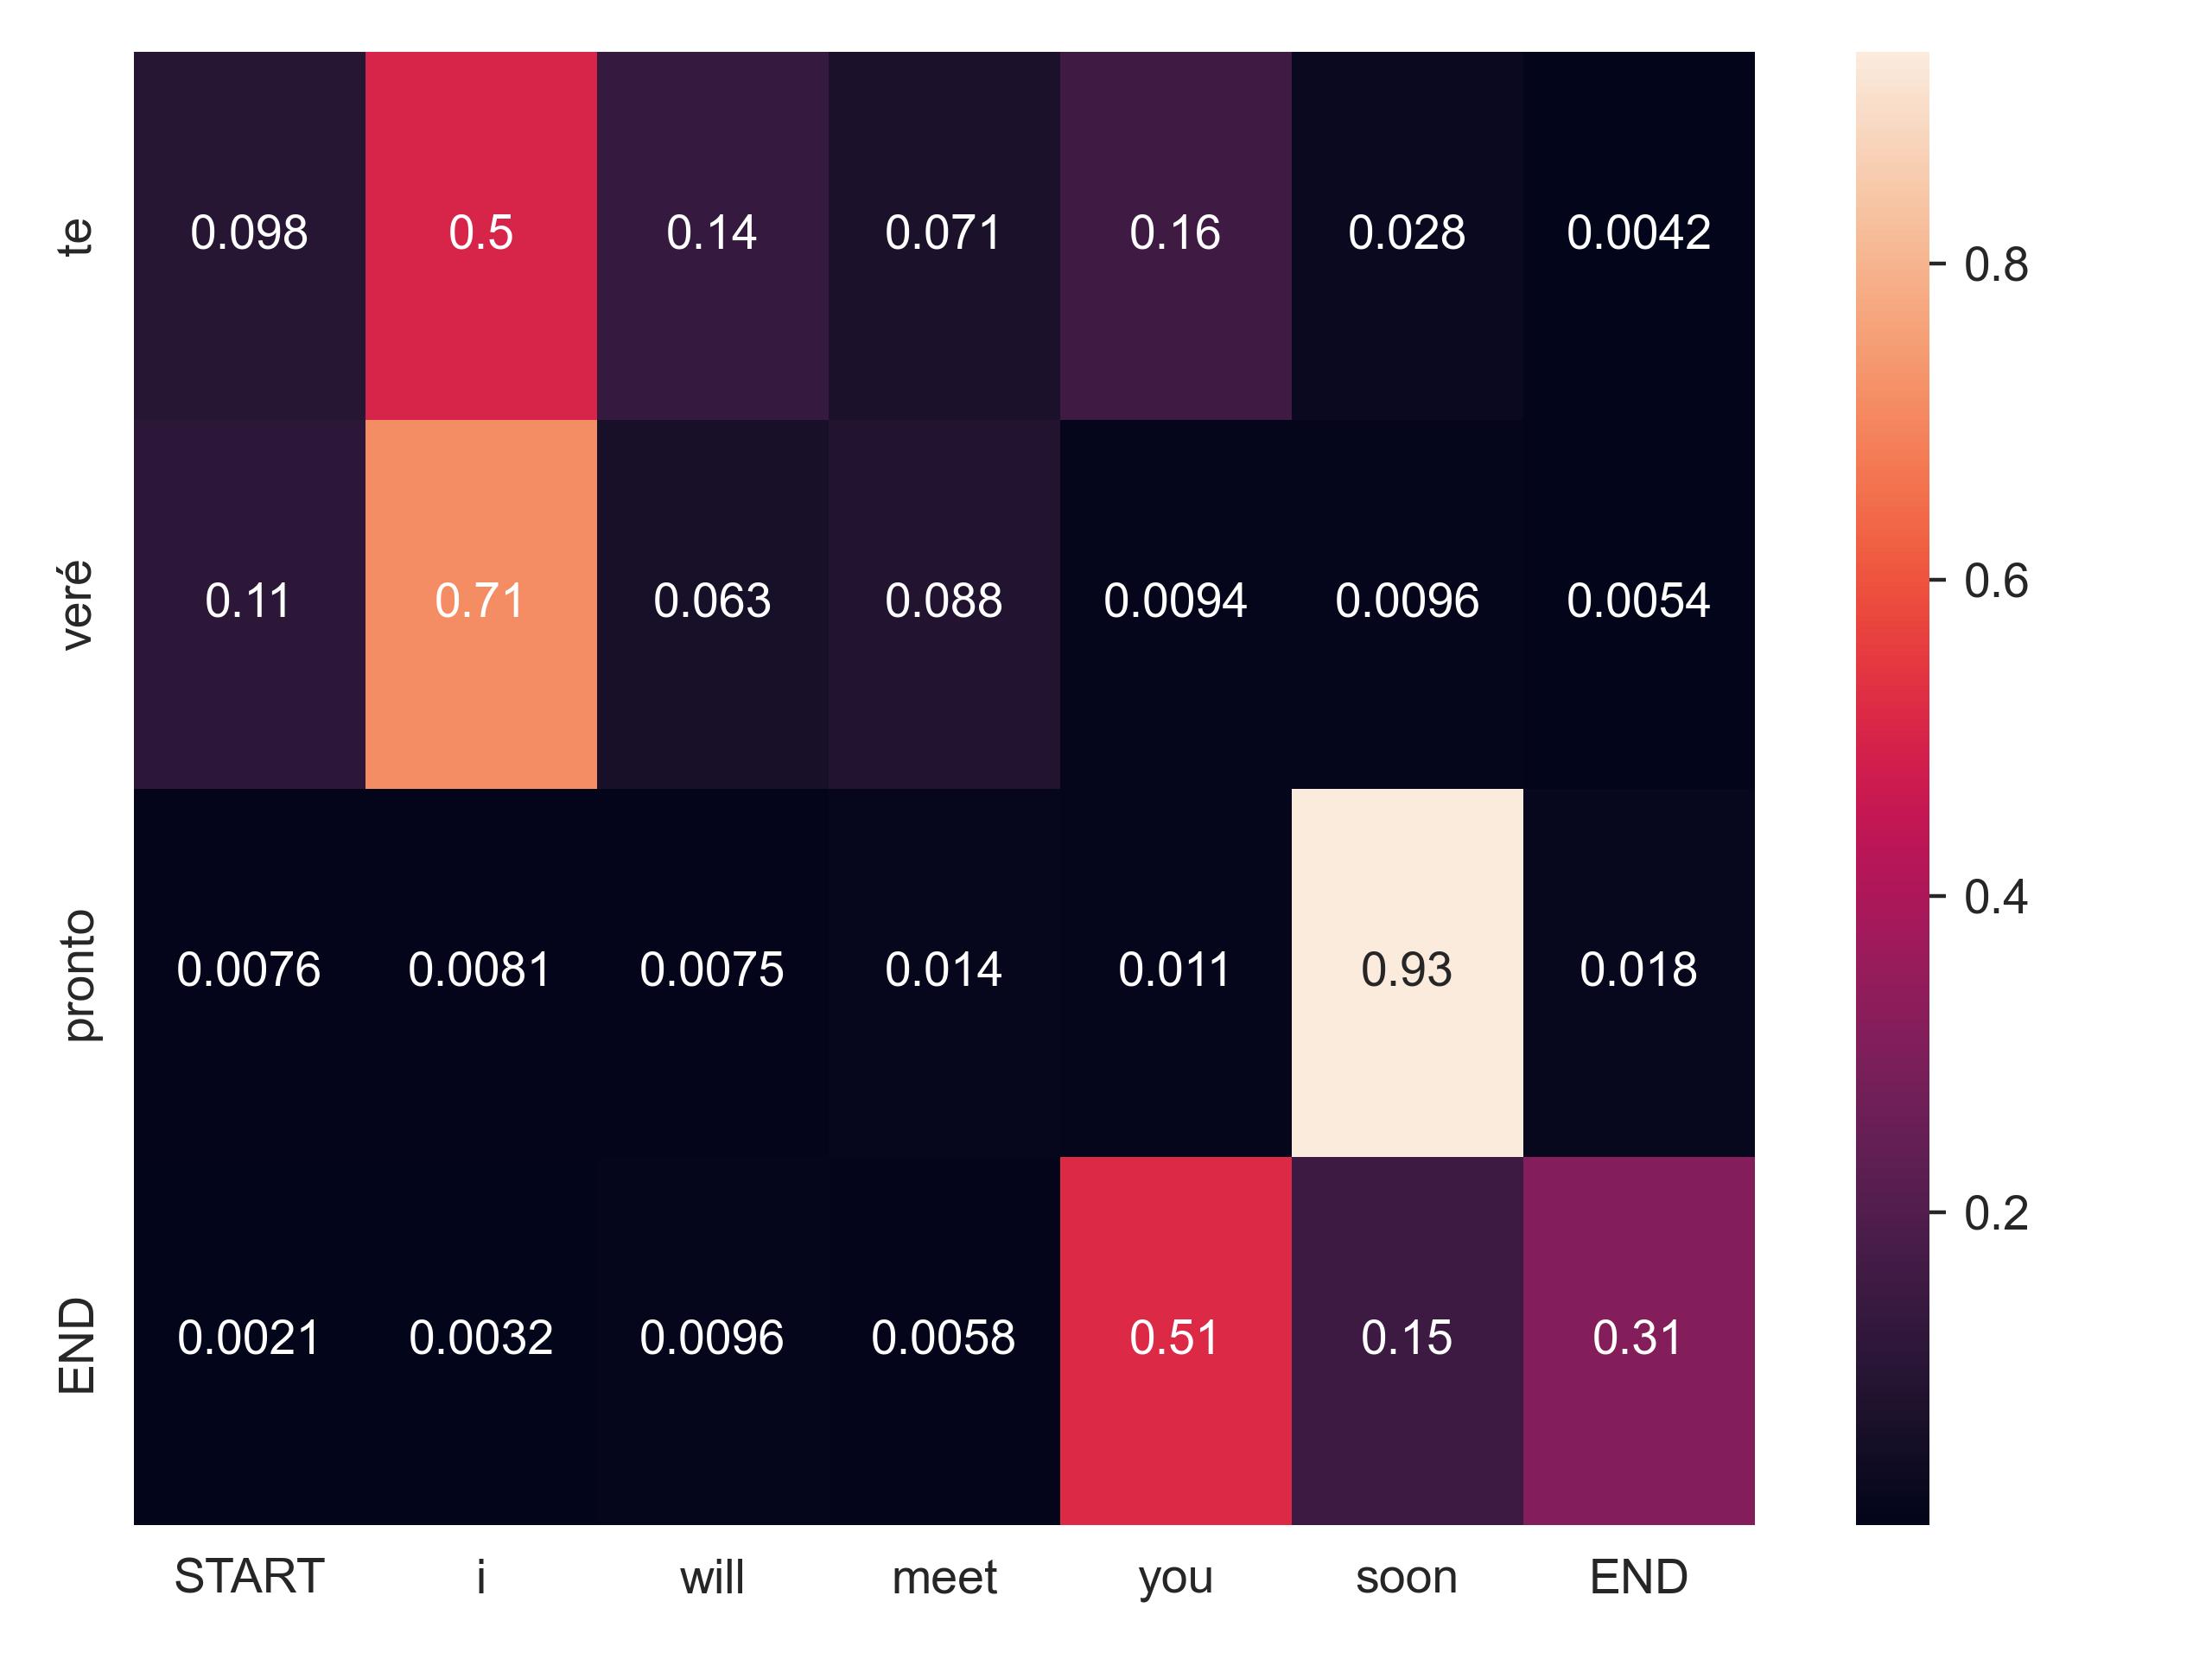 te 0.098 0.5 0.14 0.071 0.16 0.028 0.0042
veré 0.11 0.71 0.063 0.088 0.0094 0.0096 0.0054
pronto 0.0076 0.0081 0.0075 0.014 0.011 0.93 0.018
END 0.0021 0.0032 0.0096 0.0058 0.51 0.15 0.31
START i will meet you soon END
0.8
0.6
0.4
0.2